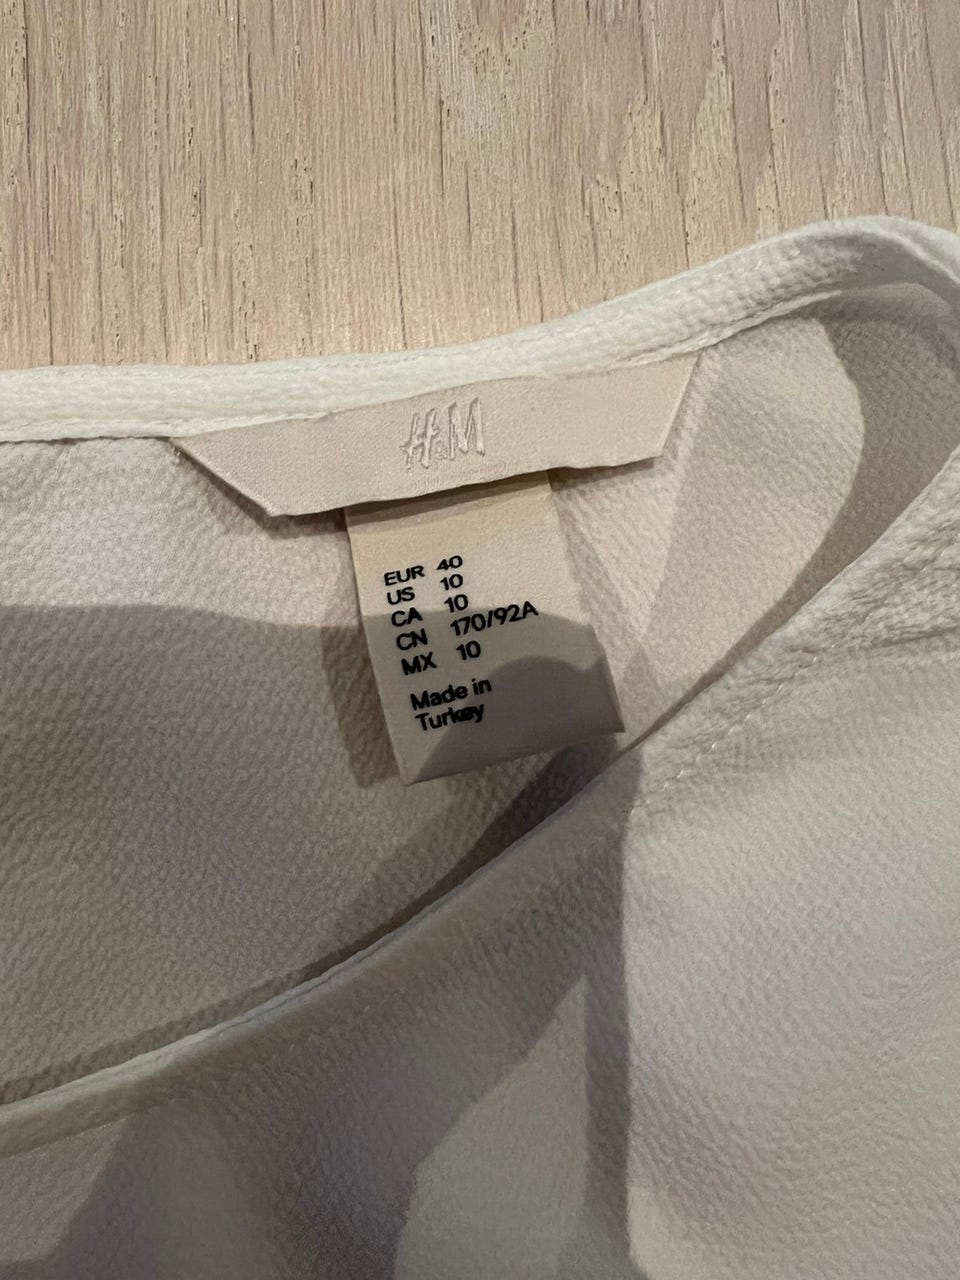 H&M
EUR 40
US 10
CA 10
CN 170/92A
MX 10
Made in
Turkey